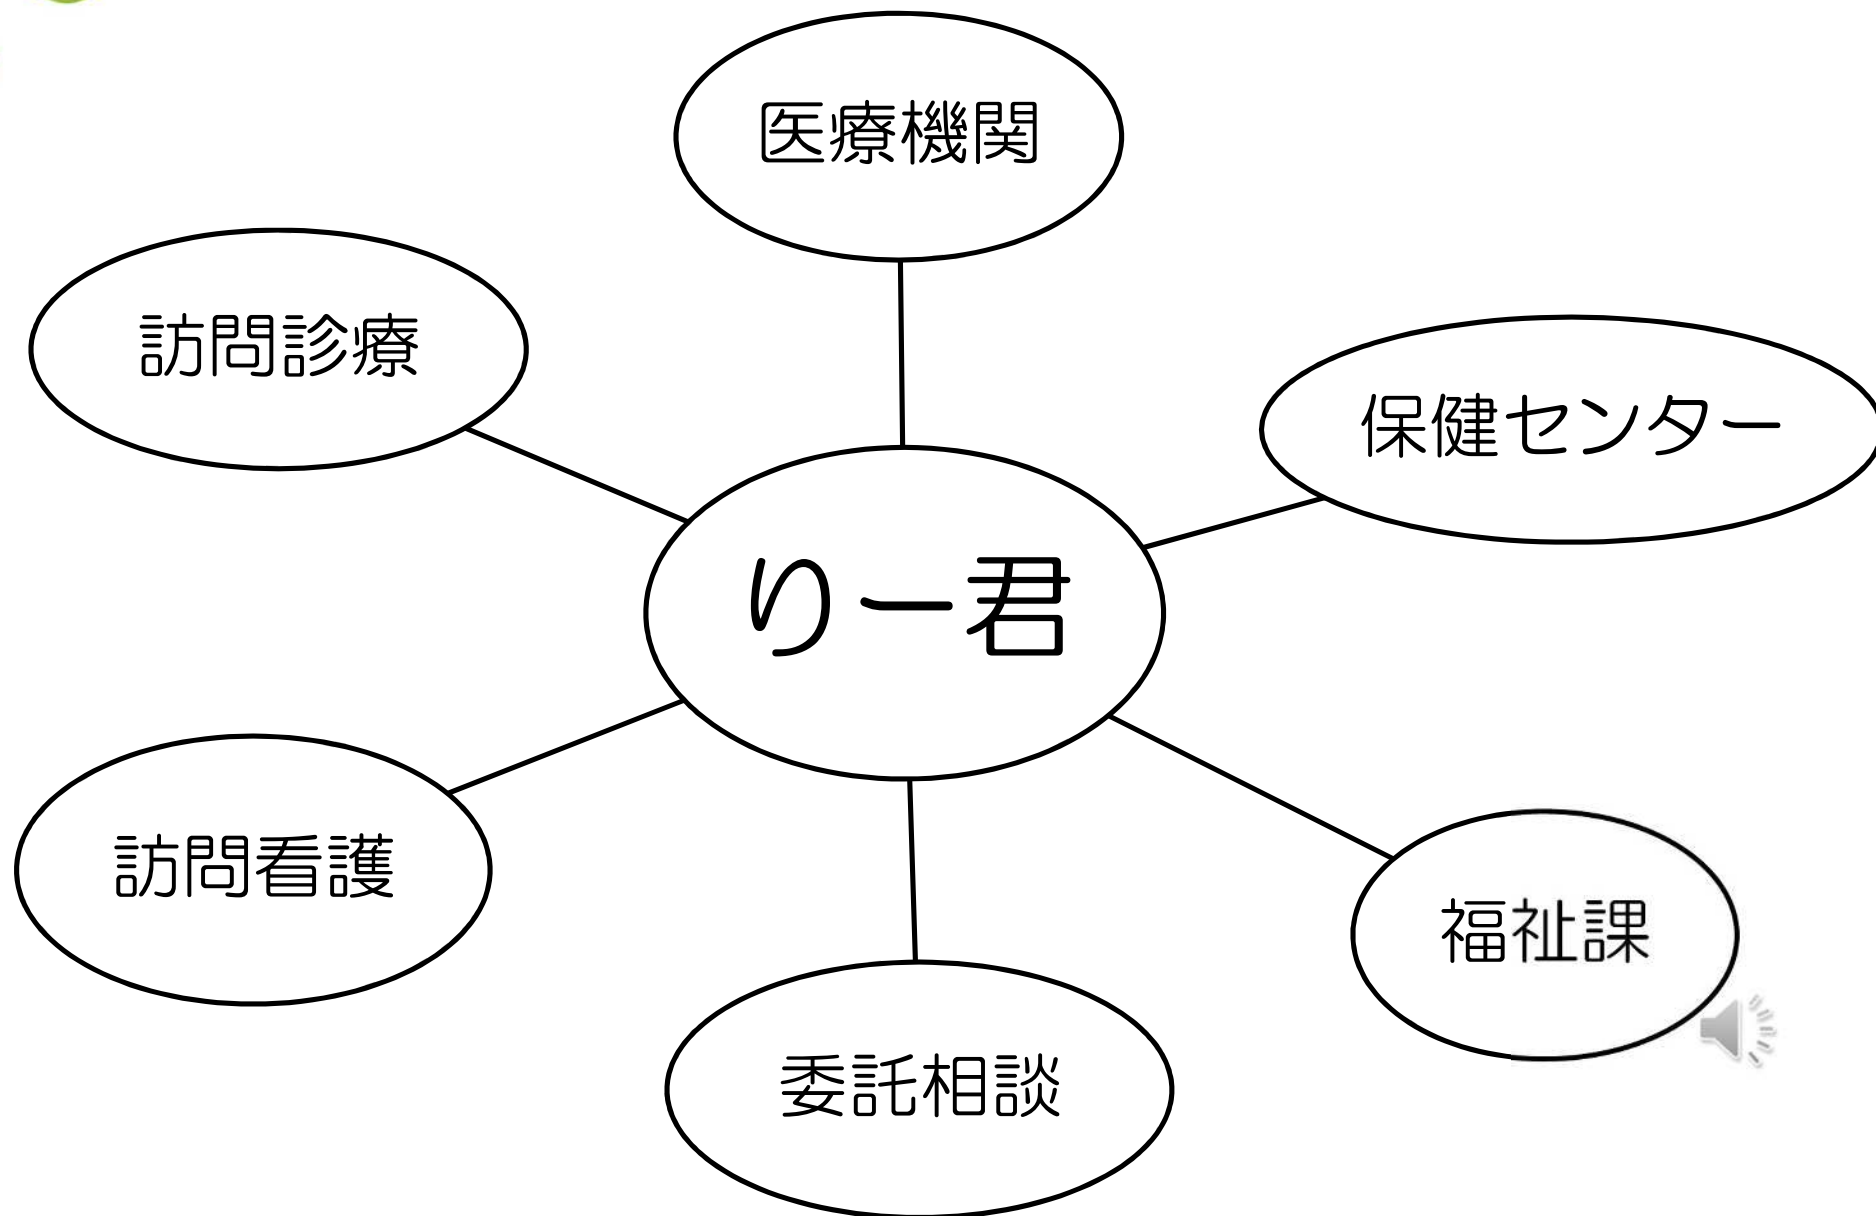 医療機関
訪問診療
保健センター
りー君
訪問看護
福祉課
委託相談